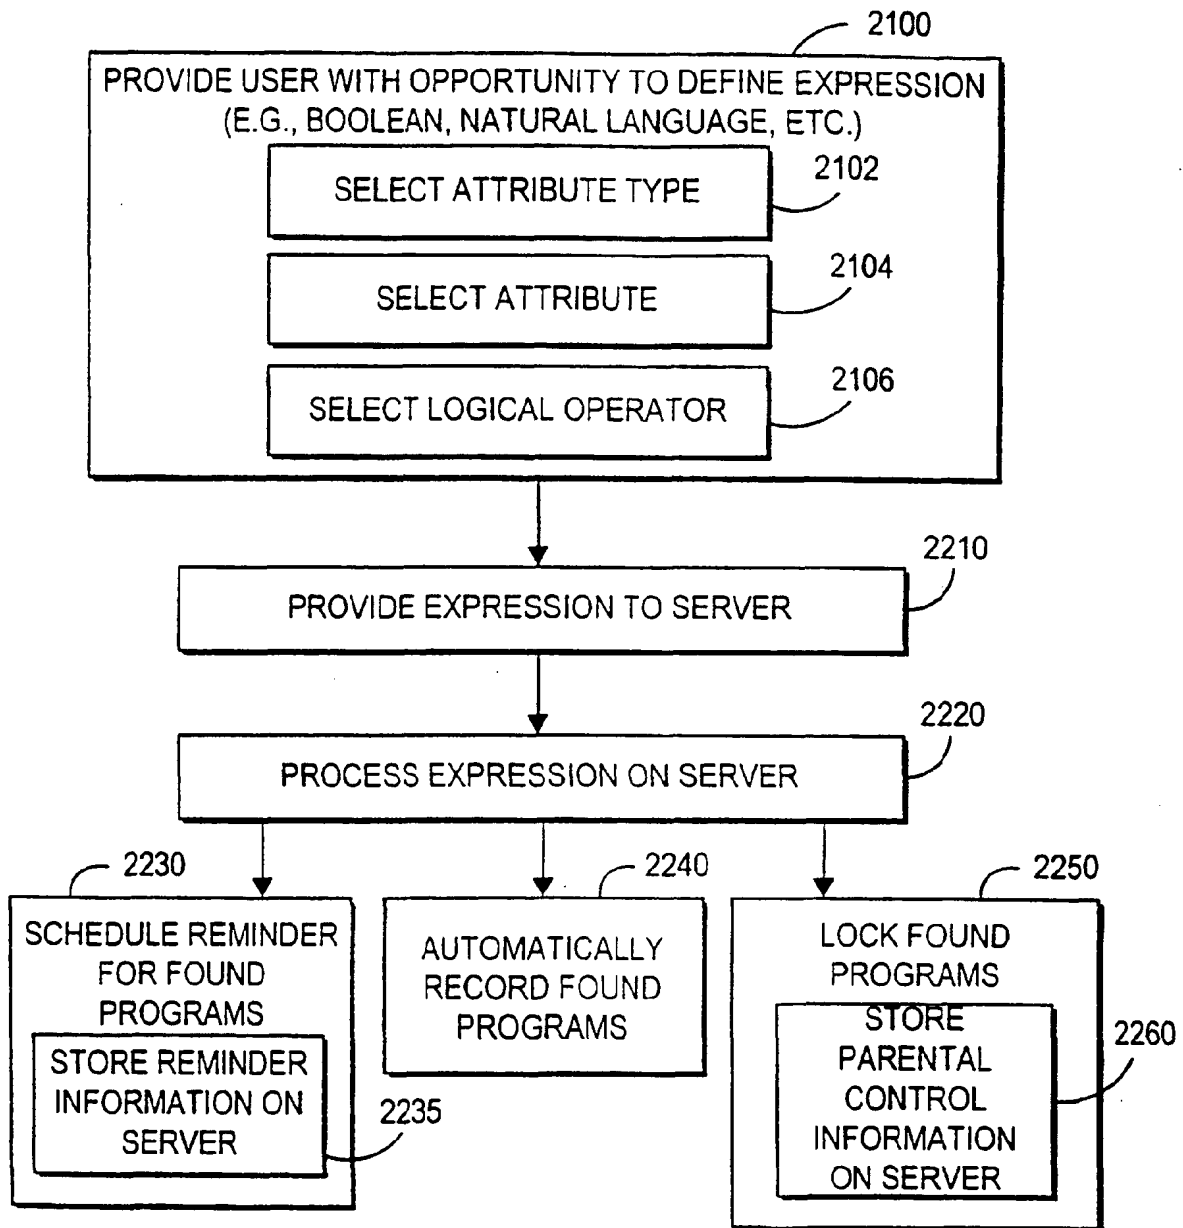 2100
PROVIDE USER WITH OPPORTUNITY TO DEFINE EXPRESSION
(E.G., BOOLEAN, NATURAL LANGUAGE, ETC.)
2102
SELECT ATTRIBUTE TYPE
2104
SELECT ATTRIBUTE
2106
SELECT LOGICAL OPERATOR
2210
PROVIDE EXPRESSION TO SERVER
2220
PROCESS EXPRESSION ON SERVER
2230
SCHEDULE REMINDER
FOR FOUND
PROGRAMS
STORE REMINDER
INFORMATION ON
SERVER
2235
2240
AUTOMATICALLY
RECORD FOUND
PROGRAMS
2250
LOCK FOUND
PROGRAMS
STORE
PARENTAL
CONTROL
INFORMATION
ON SERVER
2260